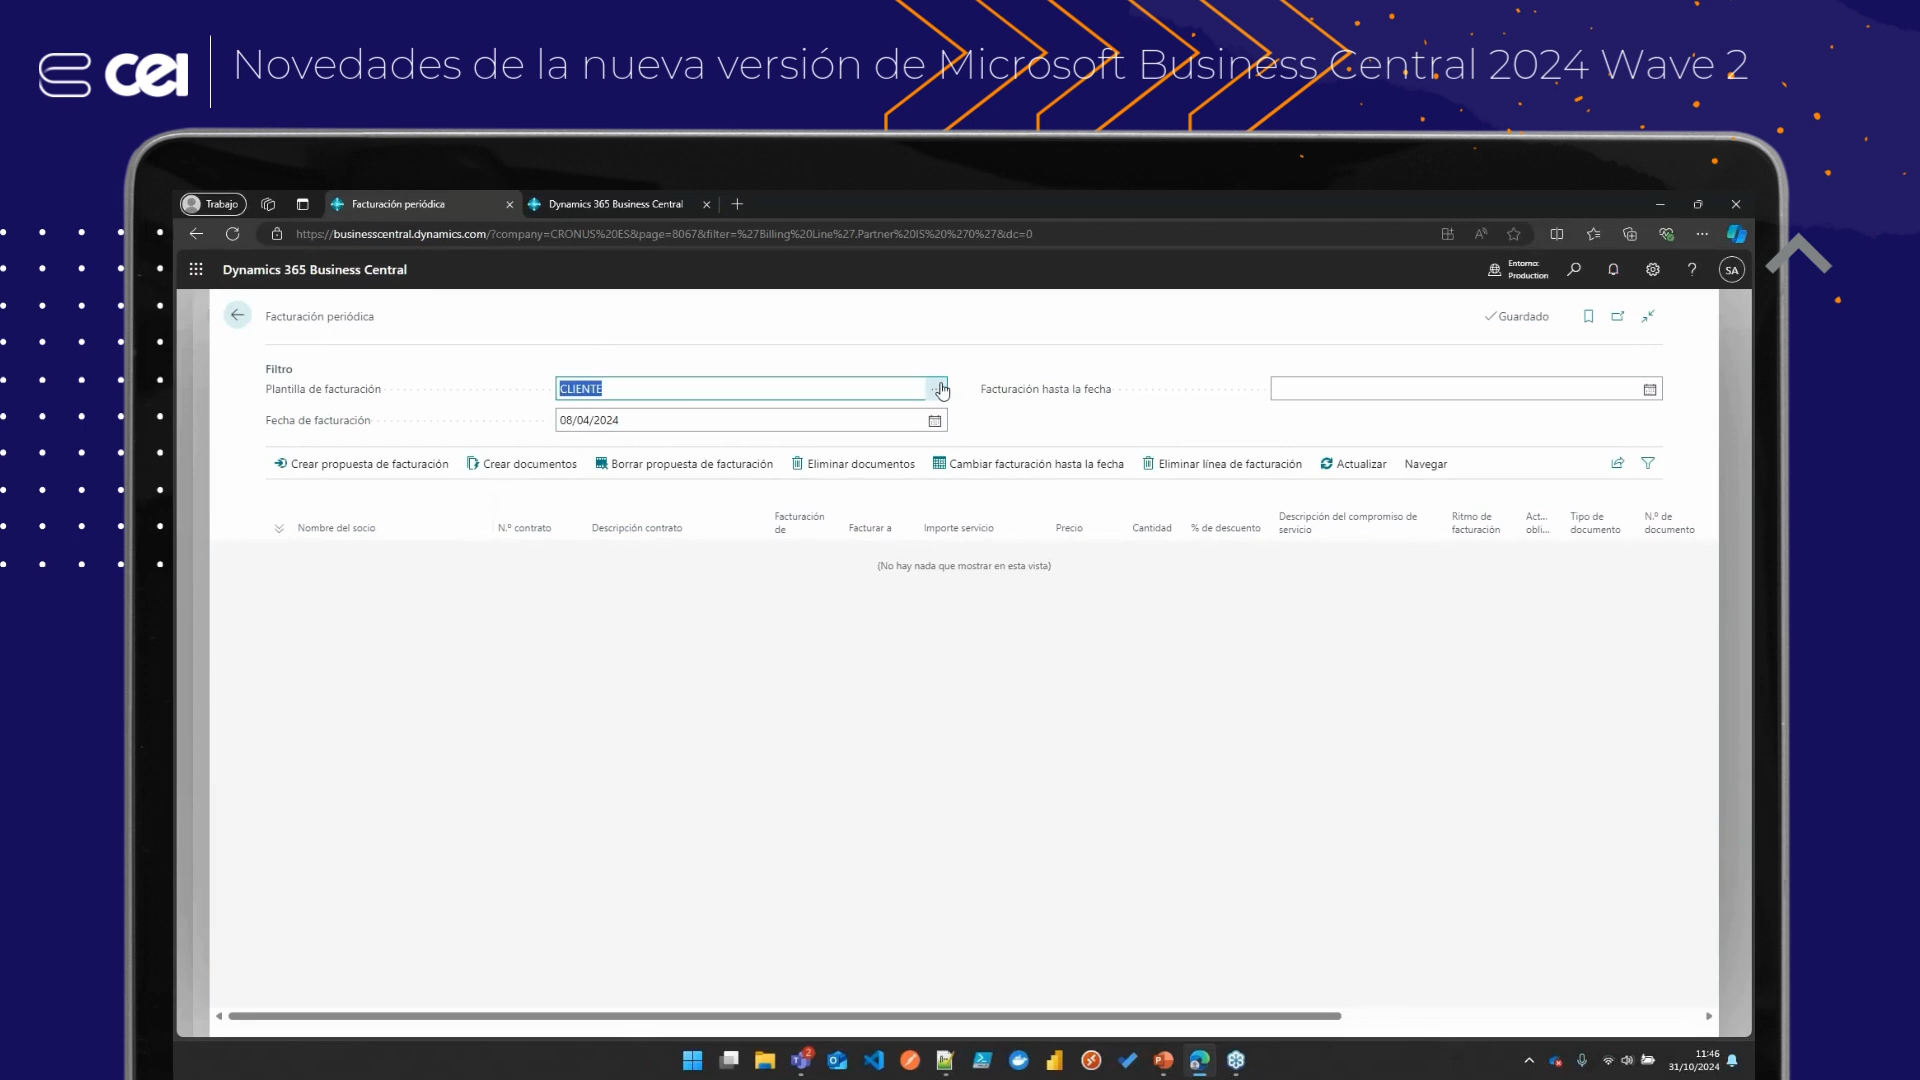 cei
Novedades de la nueva versión de Microsoft Business Central 2024 Wave 2
Trabajo
Facturación periódica
Dynamics 365 Business Central
https://businesscentral.dynamics.com/?company=CRONUS%20ES&page=8067&filter=%27Billing%20Line%27.Partner%20IS%20%270%27&dc=0
Dynamics 365 Business Central
Entorno:
Production
SA
Facturación periódica
Guardado
Filtro
Plantilla de facturación
CLIENTE
Facturación hasta la fecha
Fecha de facturación
08/04/2024
Crear propuesta de facturación
Crear documentos
Borrar propuesta de facturación
Eliminar documentos
Cambiar facturación hasta la fecha
Eliminar línea de facturación
Actualizar
Navegar
Nombre del socio
N.º contrato
Descripción contrato
Facturación
de
Facturar a
Importe servicio
Precio
Cantidad
% de descuento
Descripción del compromiso de
servicio
Ritmo de
facturación
Act...
obli...
Tipo de
documento
N.º de
documento
(No hay nada que mostrar en esta vista)
2
11:46
31/10/2024